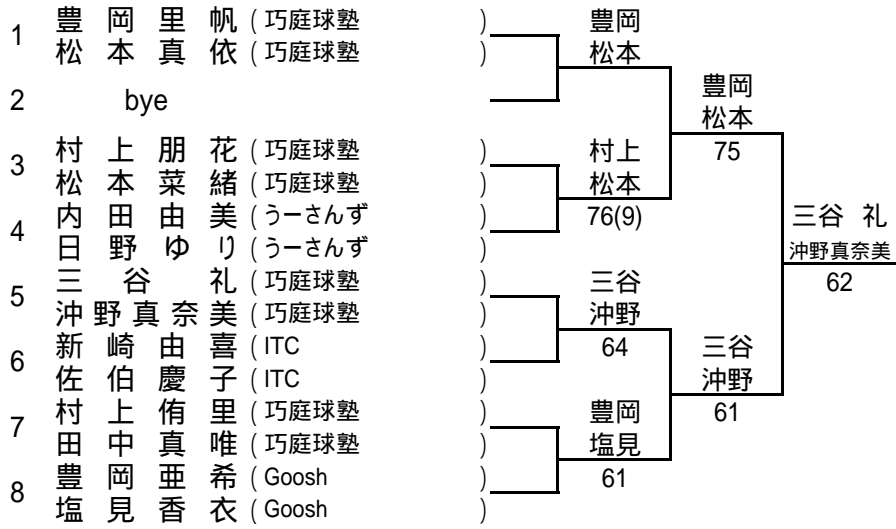 1 豊岡里帆 ( 巧庭球塾 )
松本真依 ( 巧庭球塾 )
2 bye
3 村上朋花 ( 巧庭球塾 )
松本菜緒 ( 巧庭球塾 )
4 内田由美 ( うーさんず )
日野ゆり ( うーさんず )
5 三谷礼 ( 巧庭球塾 )
沖野真奈美 ( 巧庭球塾 )
6 新崎由喜 ( ITC )
佐伯慶子 ( ITC )
7 村上侑里 ( 巧庭球塾 )
田中真唯 ( 巧庭球塾 )
8 豊岡亜希 ( Goosh )
塩見香衣 ( Goosh )
豊岡
松本
村上
松本
76(9)
三谷
沖野
64
豊岡
塩見
61
豊岡
松本
75
三谷
沖野
61
三谷 礼
沖野真奈美
62